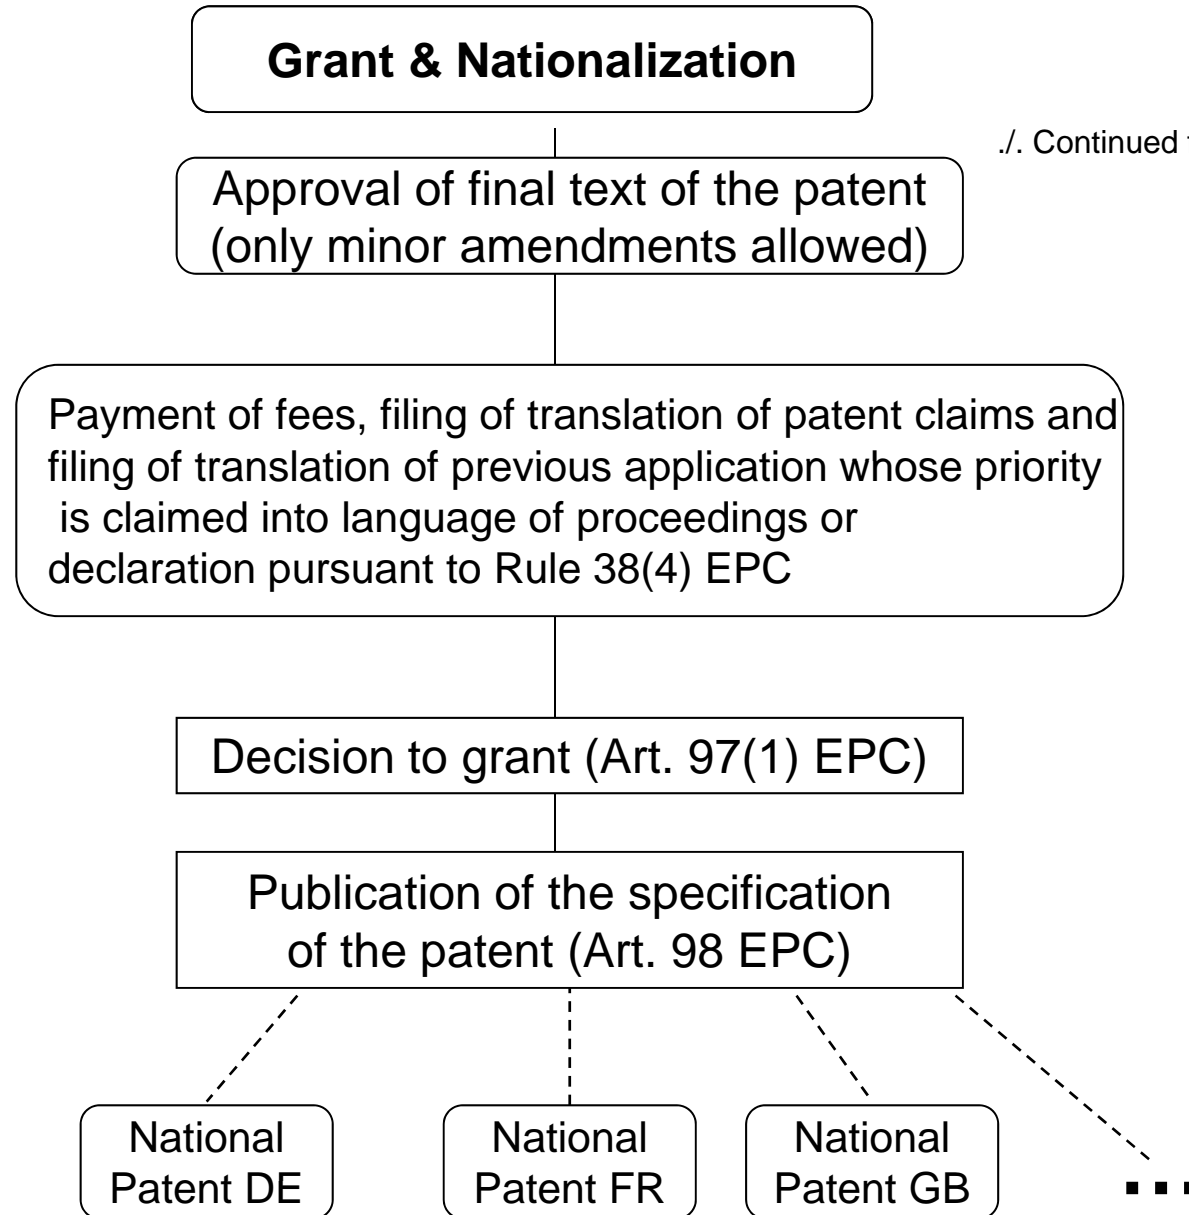 Grant & Nationalization
./. Continued
Approval of final text of the patent
(only minor amendments allowed)
Payment of fees, filing of translation of patent claims and
filing of translation of previous application whose priority
is claimed into language of proceedings or
declaration pursuant to Rule 38(4) EPC
Decision to grant (Art. 97(1) EPC)
Publication of the specification
of the patent (Art. 98 EPC)
National
Patent DE
National
Patent FR
National
Patent GB
...